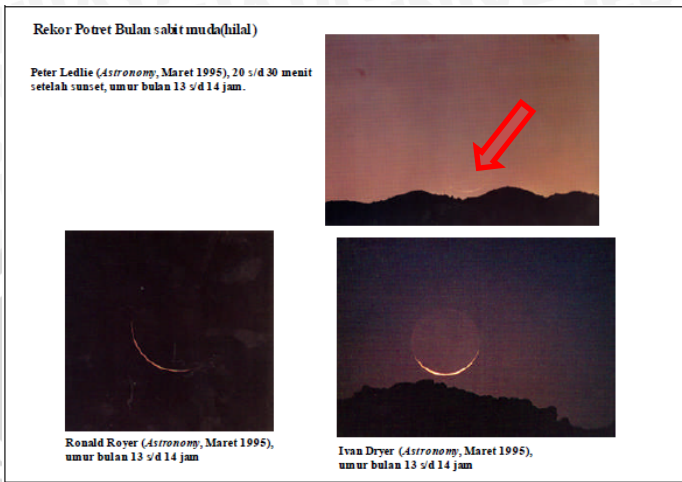 Rekor Potret Bulan sabit muda(hilal)
Peter Ledlie (Astronomy, Maret 1995), 20 s/d 30 menit
setelah sunset, umur bulan 13 s/d 14 jam.
Ronald Royer (Astronomy, Maret 1995),
umur bulan 13 s/d 14 jam
Ivan Dryer (Astronomy, Maret 1995),
umur bulan 13 s/d 14 jam